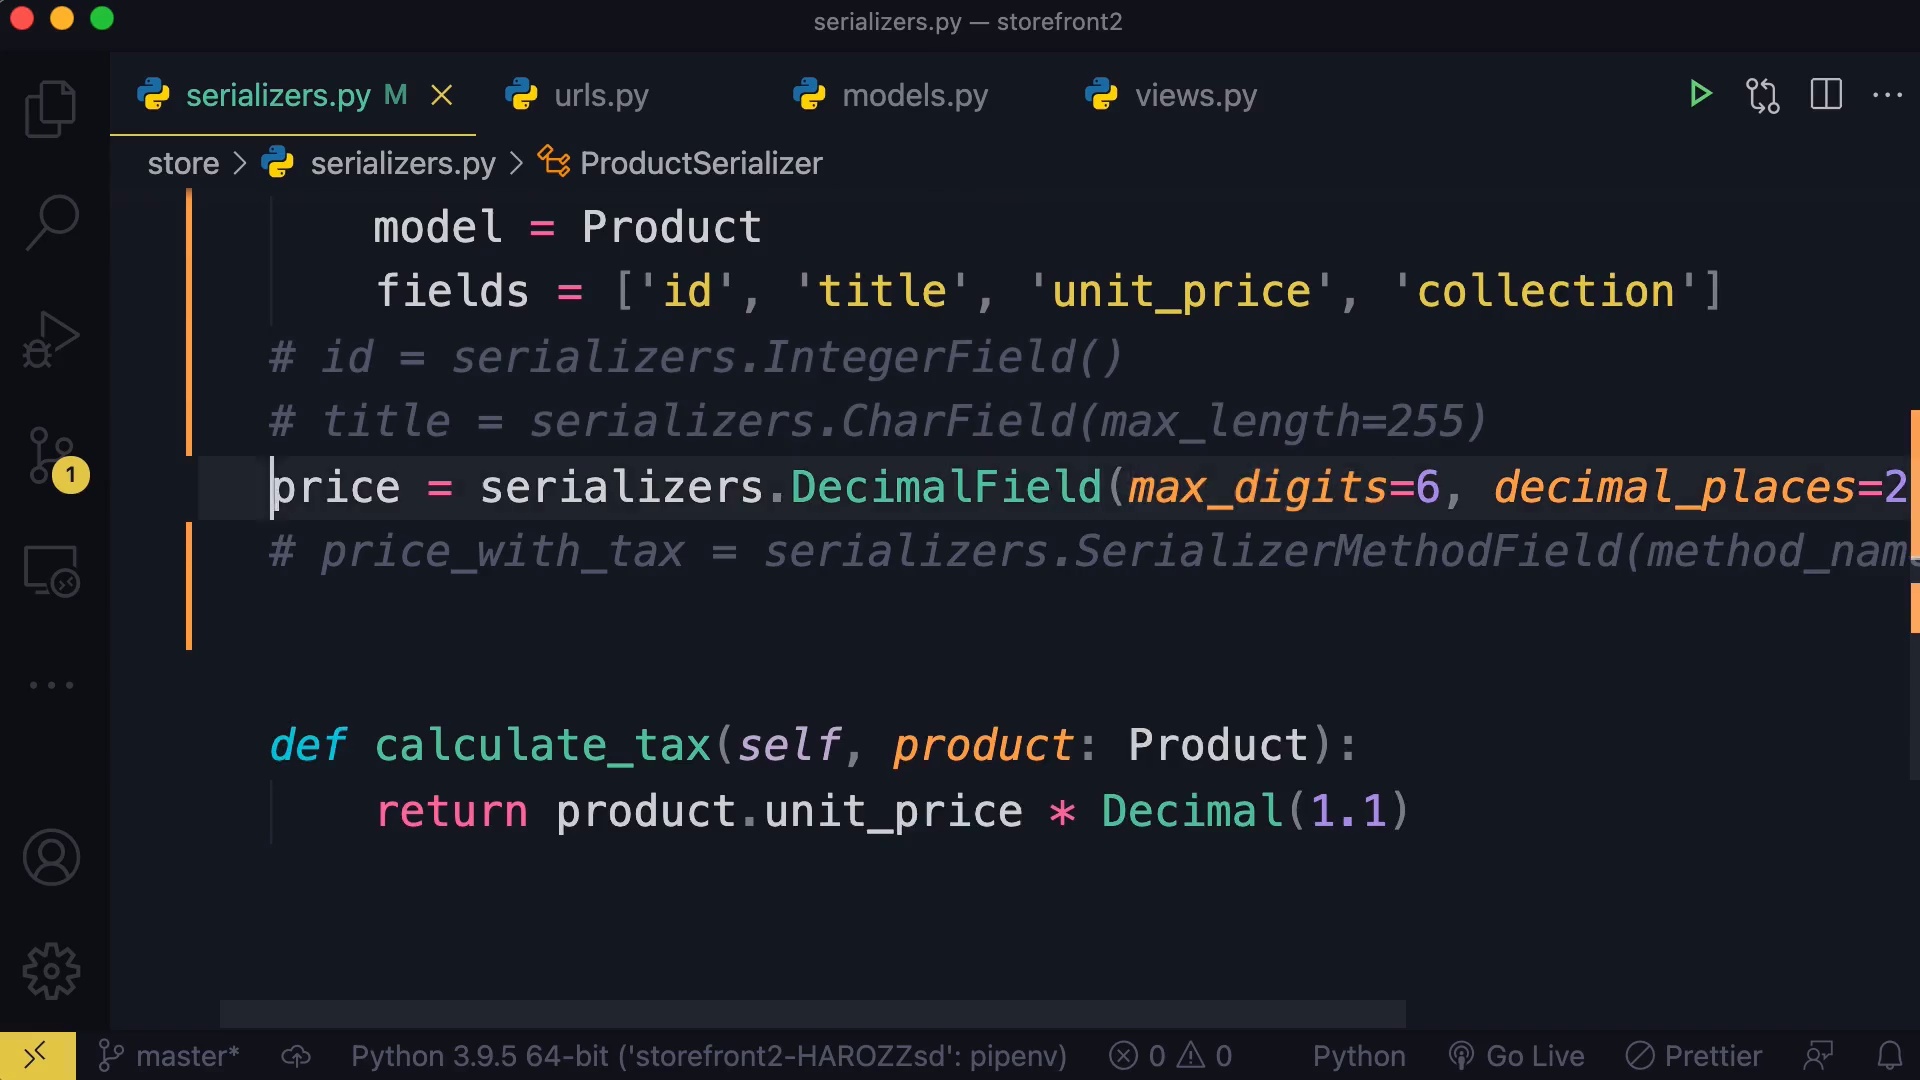 serializers.py — storefront2
serializers.py M urls.py models.py views.py
store > serializers.py > ProductSerializer
model = Product
fields = ['id', 'title', 'unit_price', 'collection']
# id = serializers.IntegerField()
# title = serializers.CharField(max_length=255)
price = serializers.DecimalField(max_digits=6, decimal_places=2
# price_with_tax = serializers.SerializerMethodField(method_nam
1
def calculate_tax(self, product: Product):
return product.unit_price * Decimal(1.1)
master* Python 3.9.5 64-bit ('storefront2-HAROZZsd': pipenv) 0 0 Python Go Live Prettier